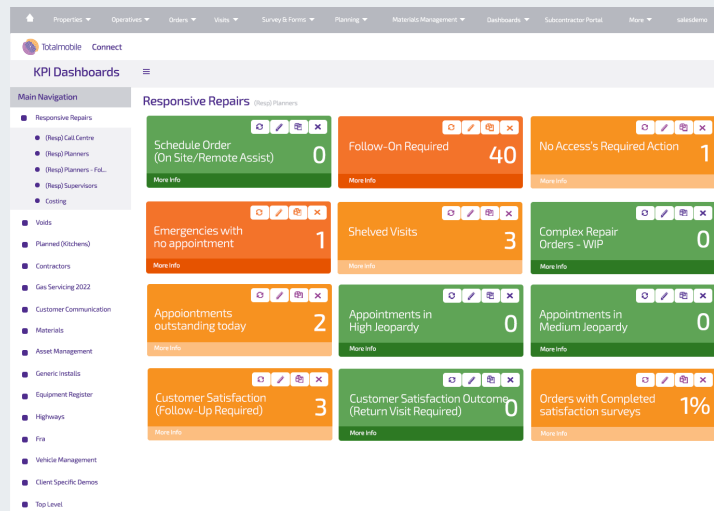 Properties
Operatives
Orders
Visits
Survey & Forms
Planning
Materials Management
Dashboards
Subcontractor Portal
More
salesdemo
Totalmobile Connect
KPI Dashboards
Main Navigation
Responsive Repairs
(Resp) Call Centre
(Resp) Planners
(Resp) Planners - Fol...
(Resp) Supervisors
Costing
Voids
Planned (Kitchens)
Contractors
Gas Servicing 2022
Customer Communication
Materials
Asset Management
Generic Installs
Equipment Register
Highways
Fra
Vehicle Management
Client Specific Demos
Top Level
Responsive Repairs (Resp) Planners
Schedule Order
(On Site/Remote Assist)
0
More Info
Follow-On Required
40
More Info
No Access's Required Action
1
More Info
Emergencies with
no appointment
1
More Info
Shelved Visits
3
More Info
Complex Repair
Orders - WIP
0
More Info
Appoiontments
outstanding today
2
More Info
Appointments in
High Jeopardy
0
More Info
Appointments in
Medium Jeopardy
0
More Info
Customer Satisfaction
(Follow-Up Required)
3
More Info
Customer Satisfaction Outcome
(Return Visit Required)
0
More Info
Orders with Completed
satisfaction surveys
1%
More Info